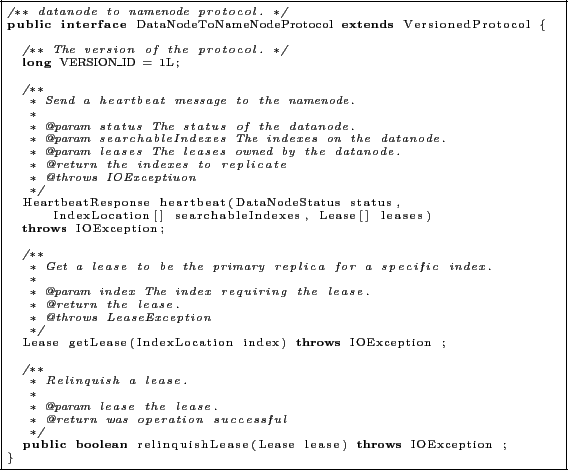 /** datanode to namenode protocol. */
public interface DataNodeToNameNodeProtocol extends VersionedProtocol {
/** The version of the protocol. */
long VERSION_ID = 1L;
/**
* Send a heartbeat message to the namenode.
*
* @param status The status of the datanode.
* @param searchableIndexes The indexes on the datanode.
* @param leases The leases owned by the datanode.
* @return the indexes to replicate
* @throws IOExceptiuon
*/
HeartbeatResponse heartbeat(DataNodeStatus status,
IndexLocation[] searchableIndexes, Lease[] leases)
throws IOException;
/**
* Get a lease to be the primary replica for a specific index.
*
* @param index The index requiring the lease.
* @return the lease.
* @throws LeaseException
*/
Lease getLease(IndexLocation index) throws IOException ;
/**
* Relinquish a lease.
*
* @param lease the lease.
* @return was operation successful
*/
public boolean relinquishLease(Lease lease) throws IOException ;
}